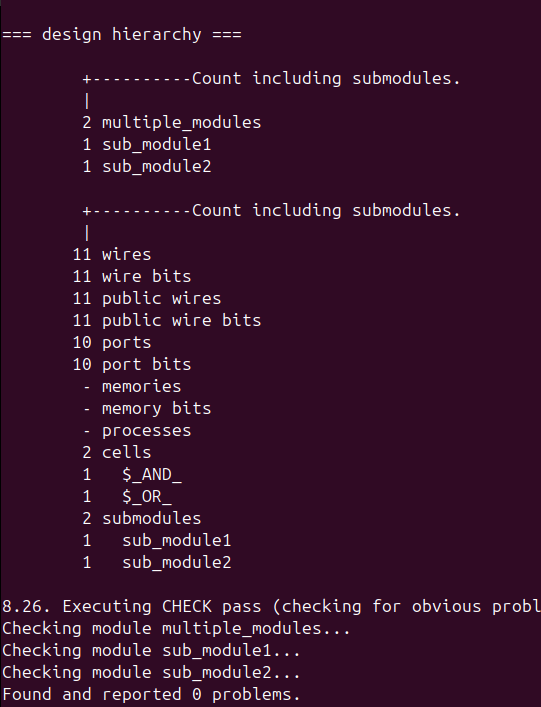 === design hierarchy ===
+----------Count including submodules.
|
2 multiple_modules
1 sub_module1
1 sub_module2
+----------Count including submodules.
|
11 wires
11 wire bits
11 public wires
11 public wire bits
10 ports
10 port bits
- memories
- memory bits
- processes
2 cells
1 $_AND_
1 $_OR_
2 submodules
1 sub_module1
1 sub_module2
8.26. Executing CHECK pass (checking for obvious probl
Checking module multiple_modules...
Checking module sub_module1...
Checking module sub_module2...
Found and reported 0 problems.